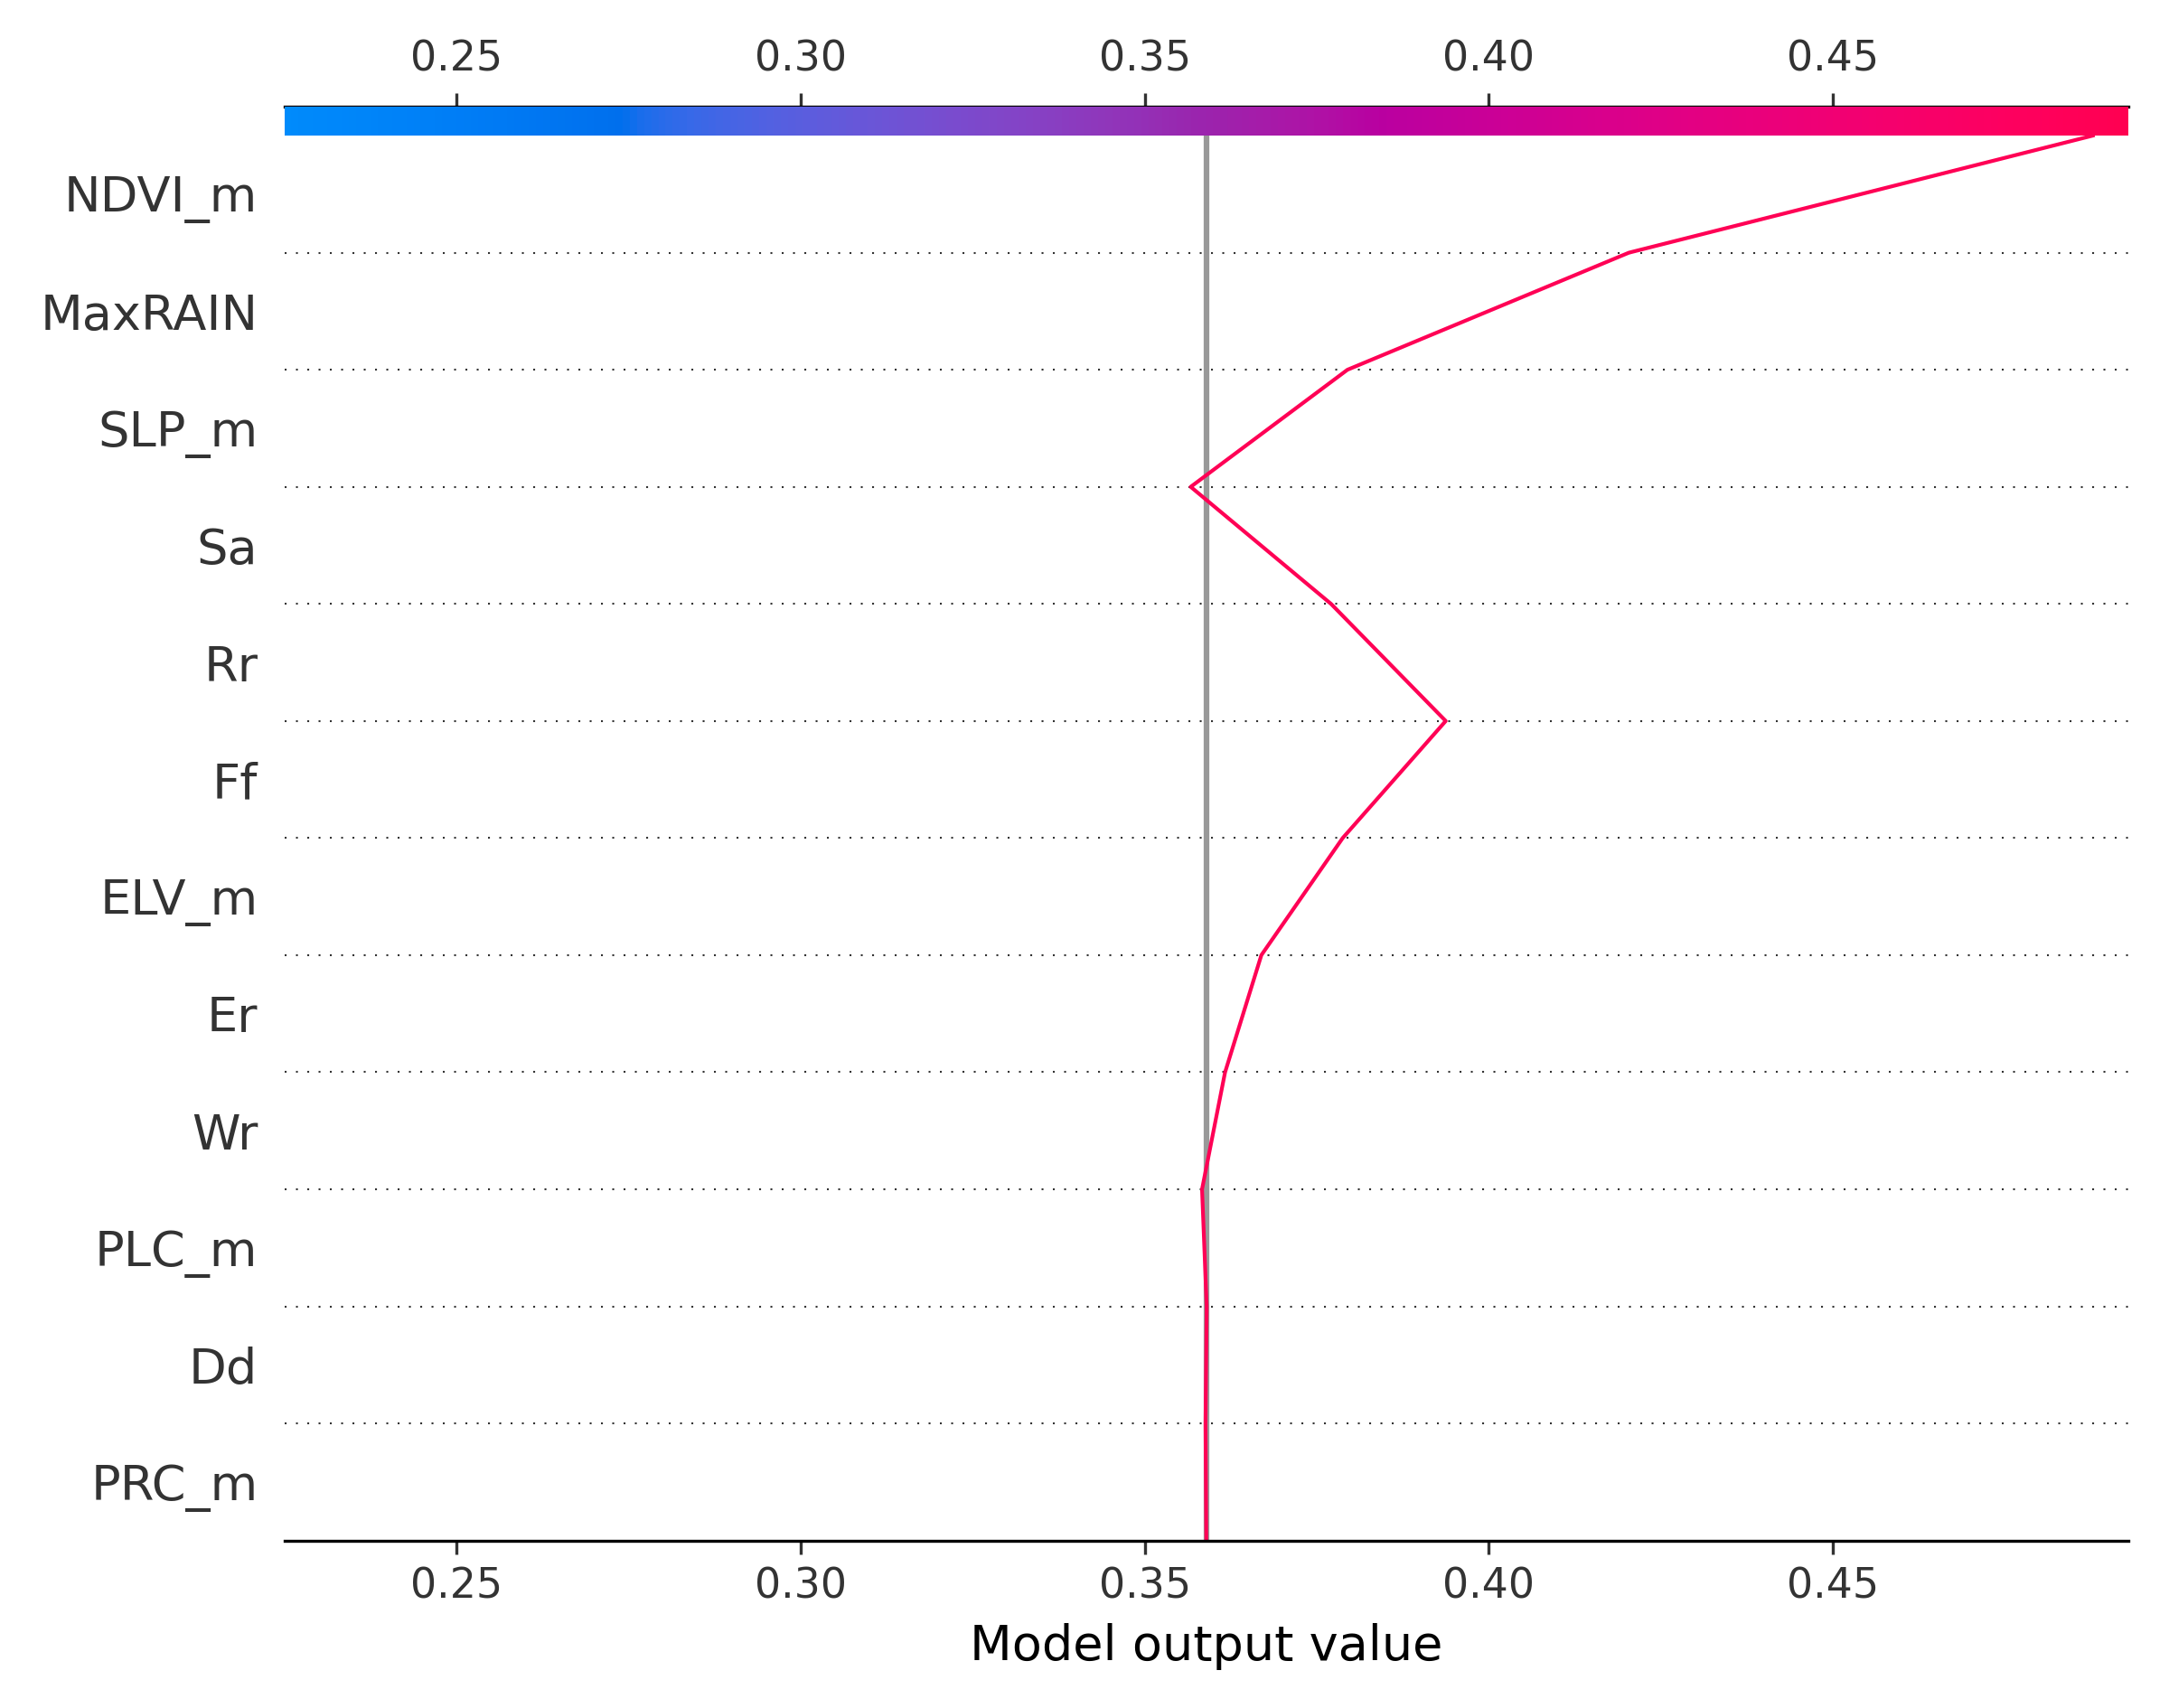 0.25 0.30 0.35 0.40 0.45
NDVI_m
MaxRAIN
SLP_m
Sa
Rr
Ff
ELV_m
Er
Wr
PLC_m
Dd
PRC_m
0.25 0.30 0.35 0.40 0.45
Model output value